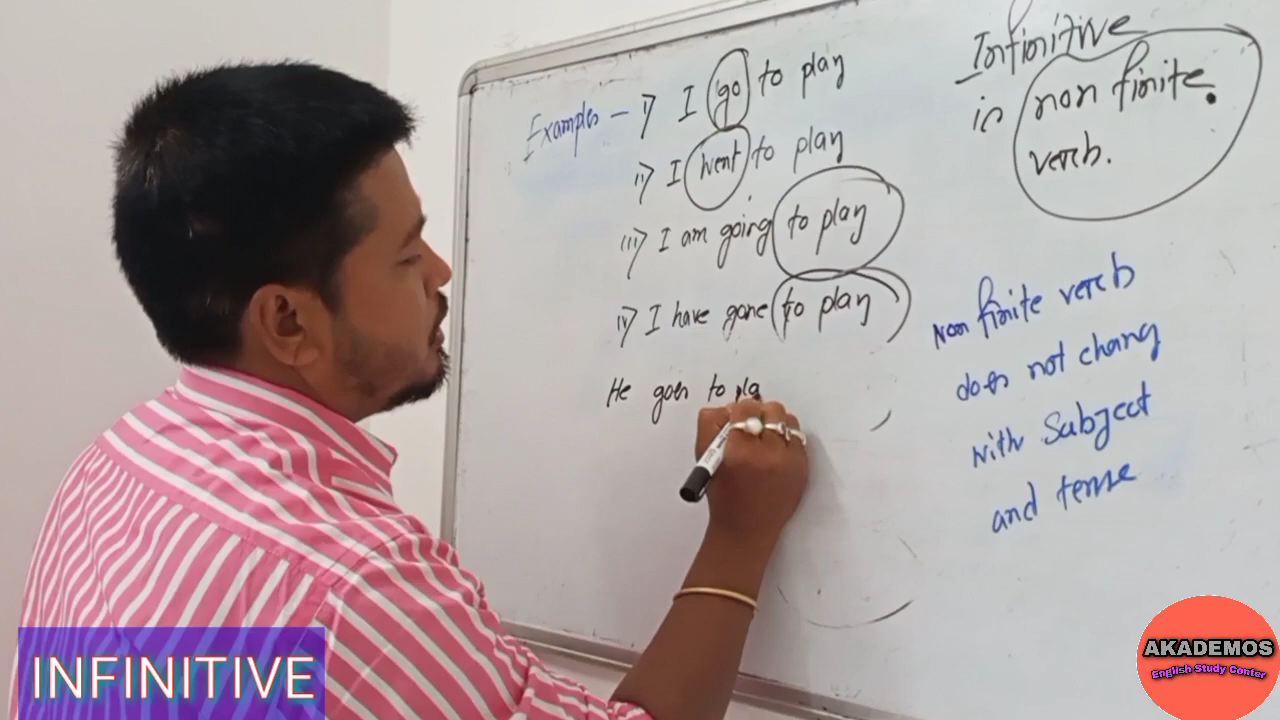 Examples – i) I go to play
ii) I went to play
iii) I am going to play
iv) I have gone to play
He goes to pla
Infinitive
is non finite.
verb.
Non finite verb
does not chang
with subject
and tense
INFINITIVE
AKADEMOS
English Study Center